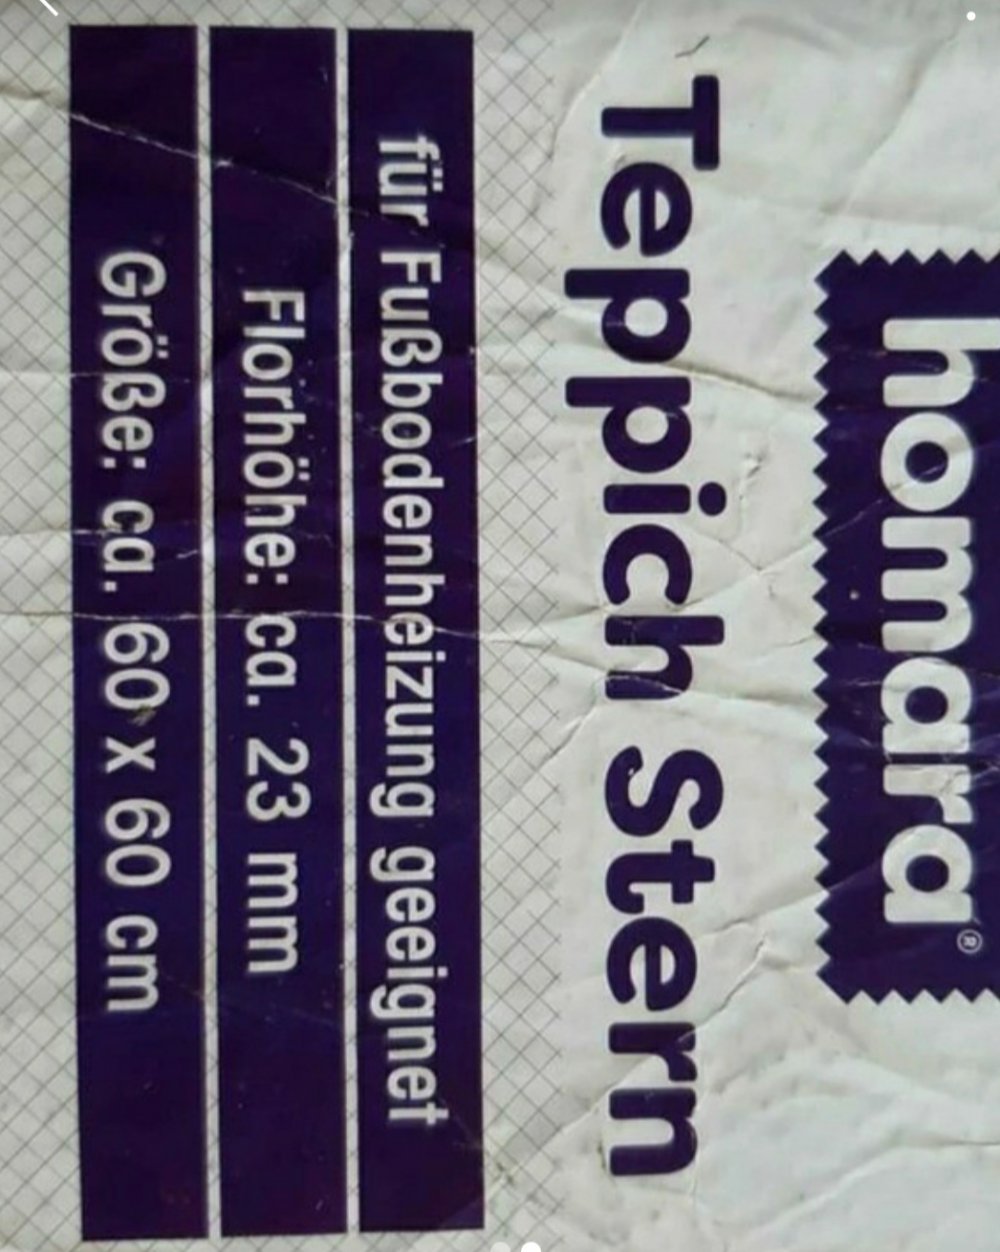 homara®
Teppich Stern
für Fußbodenheizung geeignet
Florhöhe: ca. 23 mm
Größe: ca. 60 x 60 cm